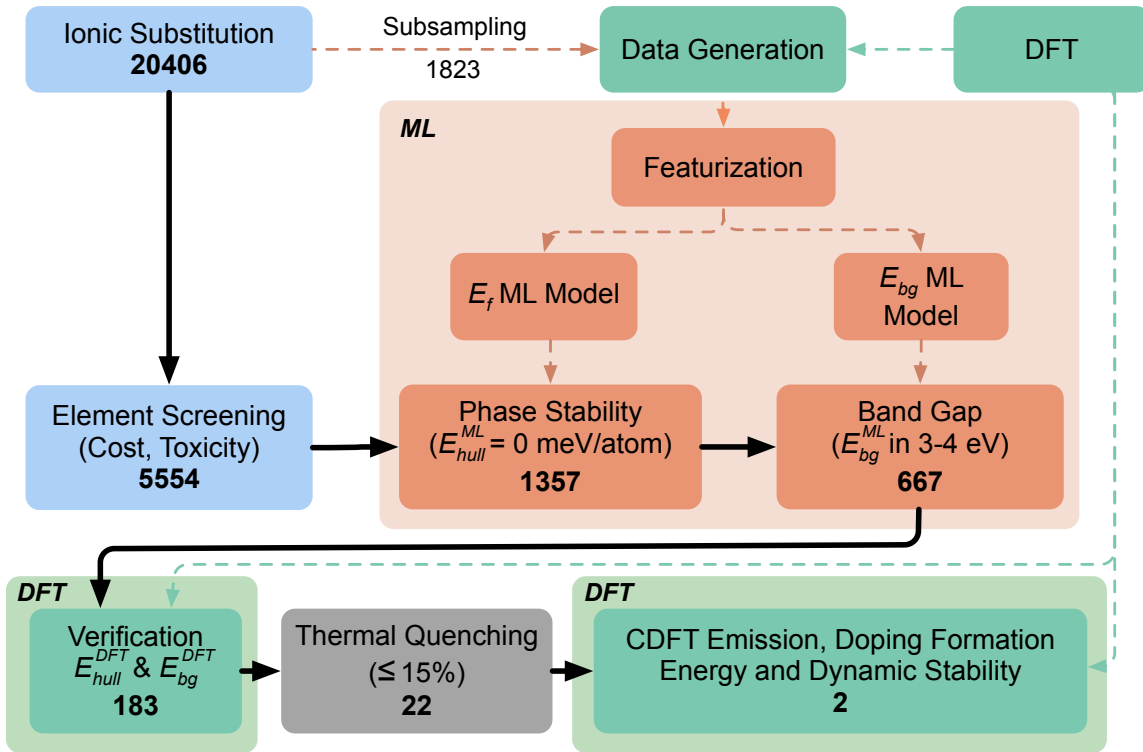 Ionic Substitution
20406
Subsampling
1823
Data Generation
DFT
ML
Featurization
E_f ML Model
E_bg ML
Model
Element Screening
(Cost, Toxicity)
5554
Phase Stability
(E_hull^ML = 0 meV/atom)
1357
Band Gap
(E_bg^ML in 3-4 eV)
667
DFT
Verification
E_hull^DFT & E_bg^DFT
183
Thermal Quenching
(≤ 15%)
22
DFT
CDFT Emission, Doping Formation
Energy and Dynamic Stability
2